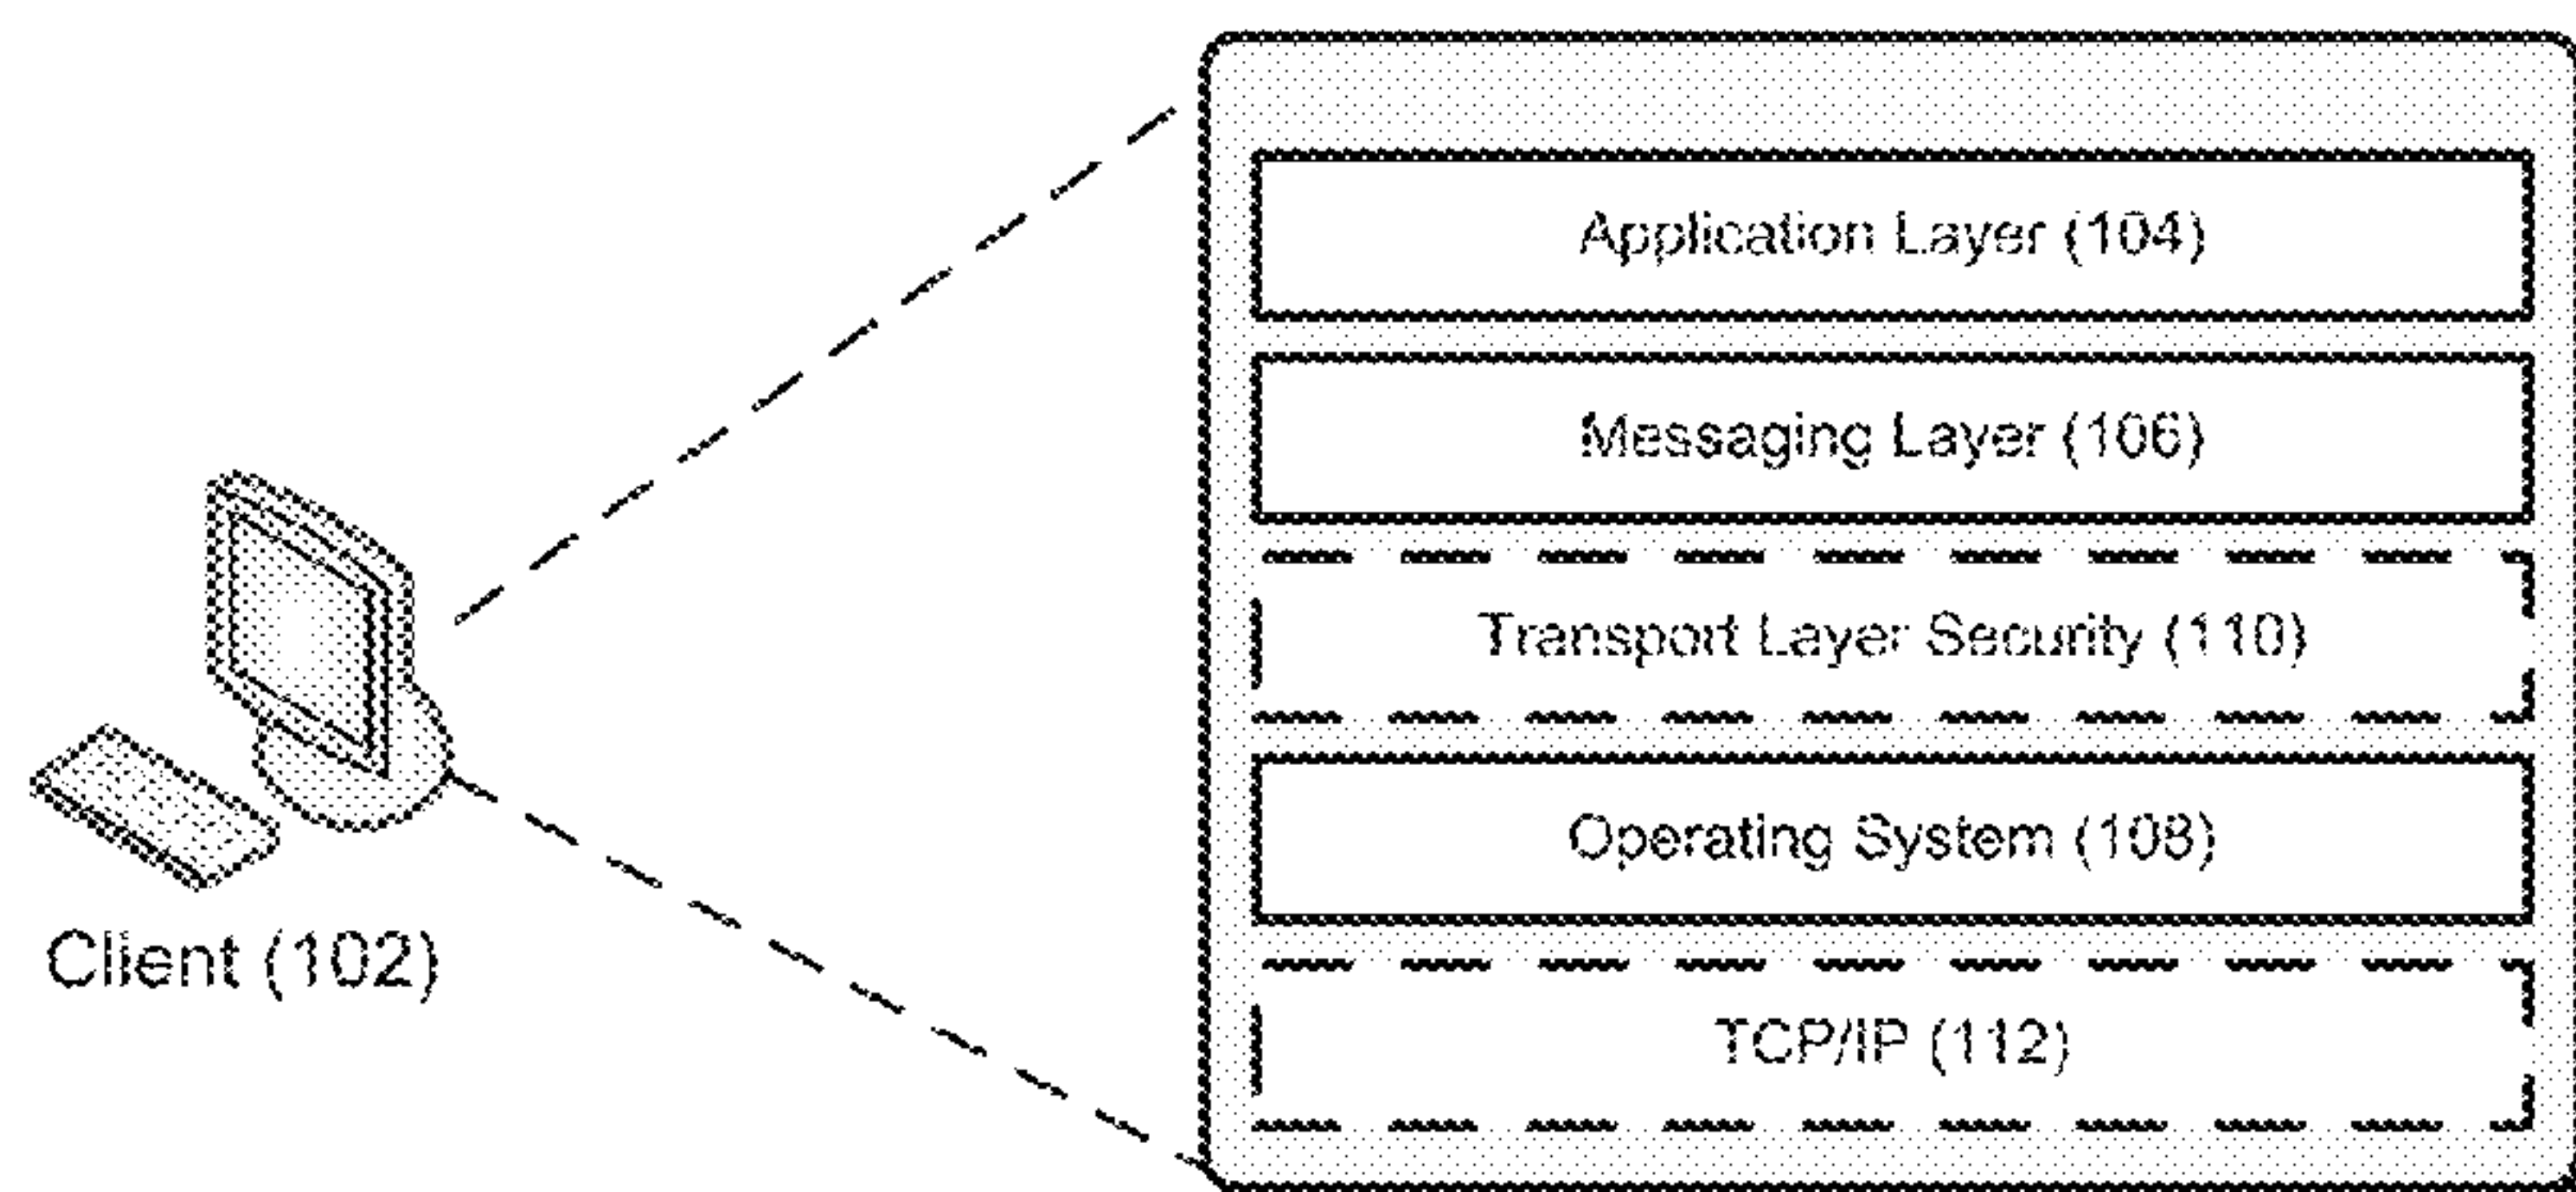 Application Layer (104)
Messaging Layer (106)
Transport Layer Security (110)
Operating System (108)
TCP/IP (112)
Client (102)